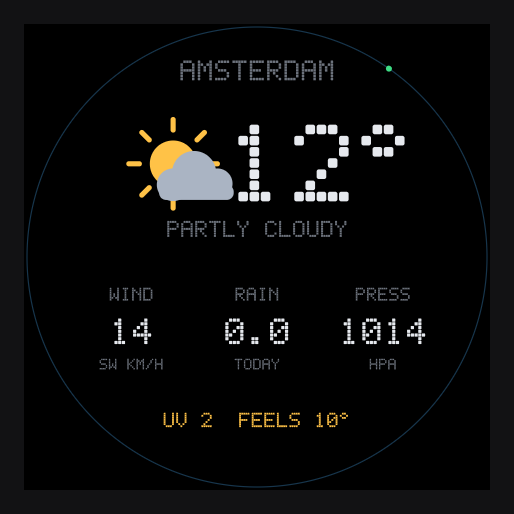 AMSTERDAM
12°
PARTLY CLOUDY
WIND RAIN PRESS
14 0.0 1014
SW KM/H TODAY HPA
UV 2 FEELS 10°